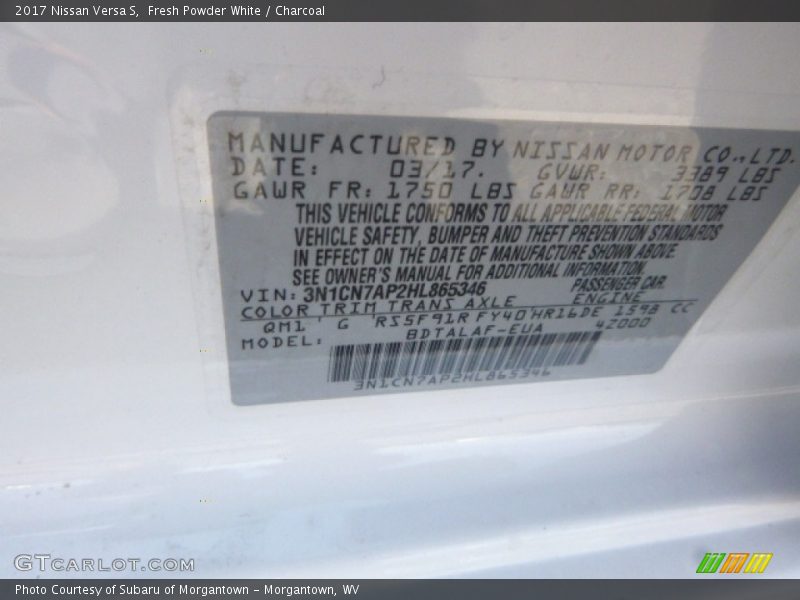 2017 Nissan Versa S,  Fresh Powder White / Charcoal
MANUFACTURED BY NISSAN MOTOR CO., LTD.
DATE: 03/17. GVWR: 3389 LBS
GAWR FR: 1750 LBS GAWR RR: 1708 LBS
THIS VEHICLE CONFORMS TO ALL APPLICABLE FEDERAL MOTOR
VEHICLE SAFETY, BUMPER AND THEFT PREVENTION STANDARDS
IN EFFECT ON THE DATE OF MANUFACTURE SHOWN ABOVE
SEE OWNER'S MANUAL FOR ADDITIONAL INFORMATION.
VIN: 3N1CN7AP2HL865346 PASSENGER CAR
COLOR TRIM TRANS AXLE ENGINE
QM1 G RS5F91R FY40 HR16DE 1598 CC
MODEL: BDTALAF-EUA 4Z000
3N1CN7AP2HL865346
GTCARLOT.COM
Photo Courtesy of Subaru of Morgantown - Morgantown, WV